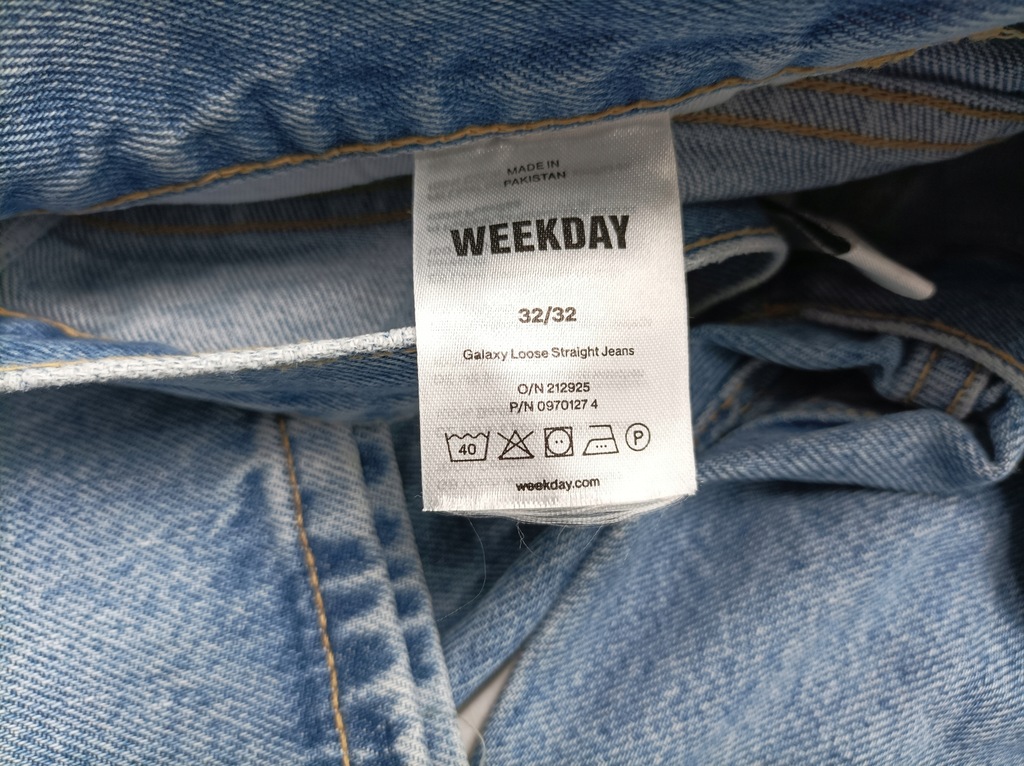 MADE IN
PAKISTAN
WEEKDAY
32/32
Galaxy Loose Straight Jeans
O/N 212925
P/N 0970127 4
40 P
weekday.com